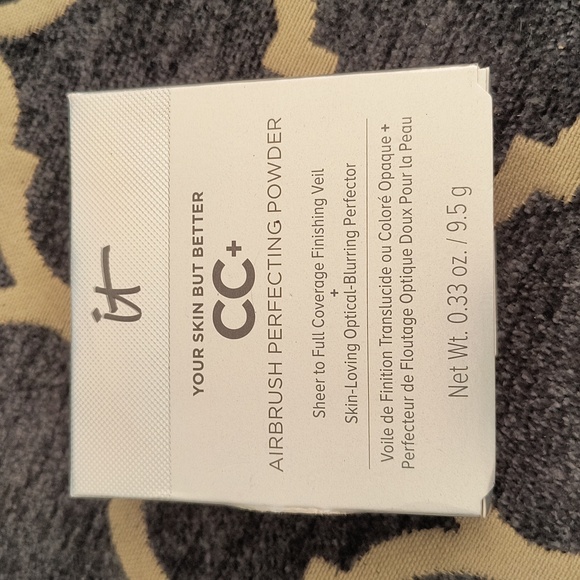 it
YOUR SKIN BUT BETTER
CC+
AIRBRUSH PERFECTING POWDER
Sheer to Full Coverage Finishing Veil
+
Skin-Loving Optical-Blurring Perfector
Voile de Finition Translucide ou Coloré Opaque +
Perfecteur de Floutage Optique Doux Pour la Peau
Net Wt. 0.33 oz. / 9.5 g